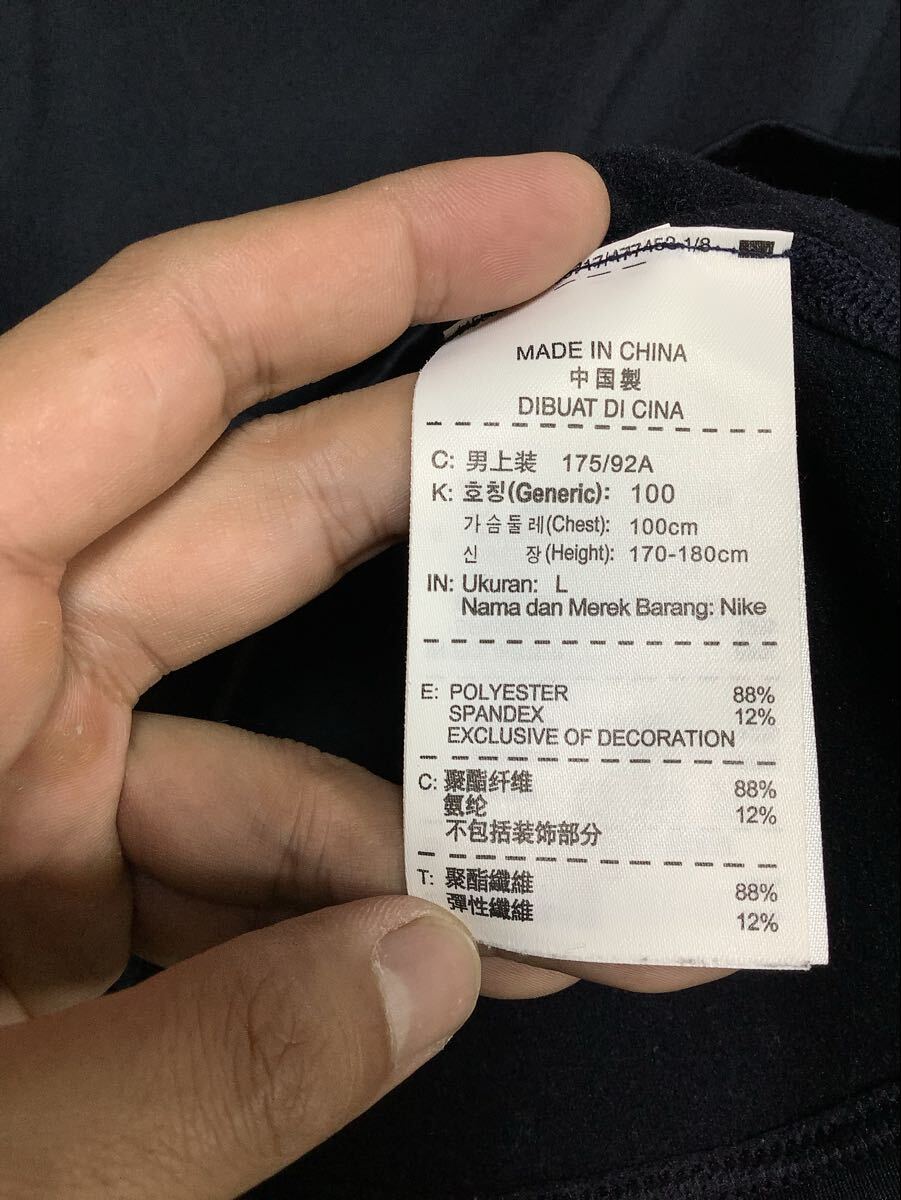 1/8
MADE IN CHINA
中国製
DIBUAT DI CINA
C: 男上装 175/92A
K: 호칭(Generic): 100
가슴둘레(Chest): 100cm
신 장(Height): 170-180cm
IN: Ukuran: L
Nama dan Merek Barang: Nike
E: POLYESTER 88%
SPANDEX 12%
EXCLUSIVE OF DECORATION
C: 聚酯纤维 88%
氨纶 12%
不包括装饰部分
T: 聚酯纖維 88%
彈性纖維 12%